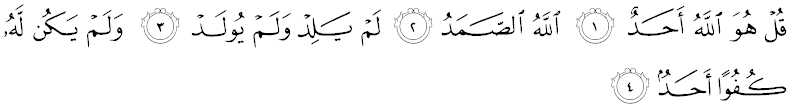 قُلۡ هُوَ ٱللَّهُ أَحَدٌ ١ ٱللَّهُ ٱلصَّمَدُ ٢ لَمۡ يَلِدۡ وَلَمۡ يُولَدۡ ٣ وَلَمۡ يَكُن لَّهُۥ
كُفُوًا أَحَدُۢ ٤